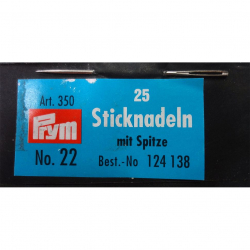 Art. 350
25
Prym
Sticknadeln
mit Spitze
No. 22
Best.-No 124 138